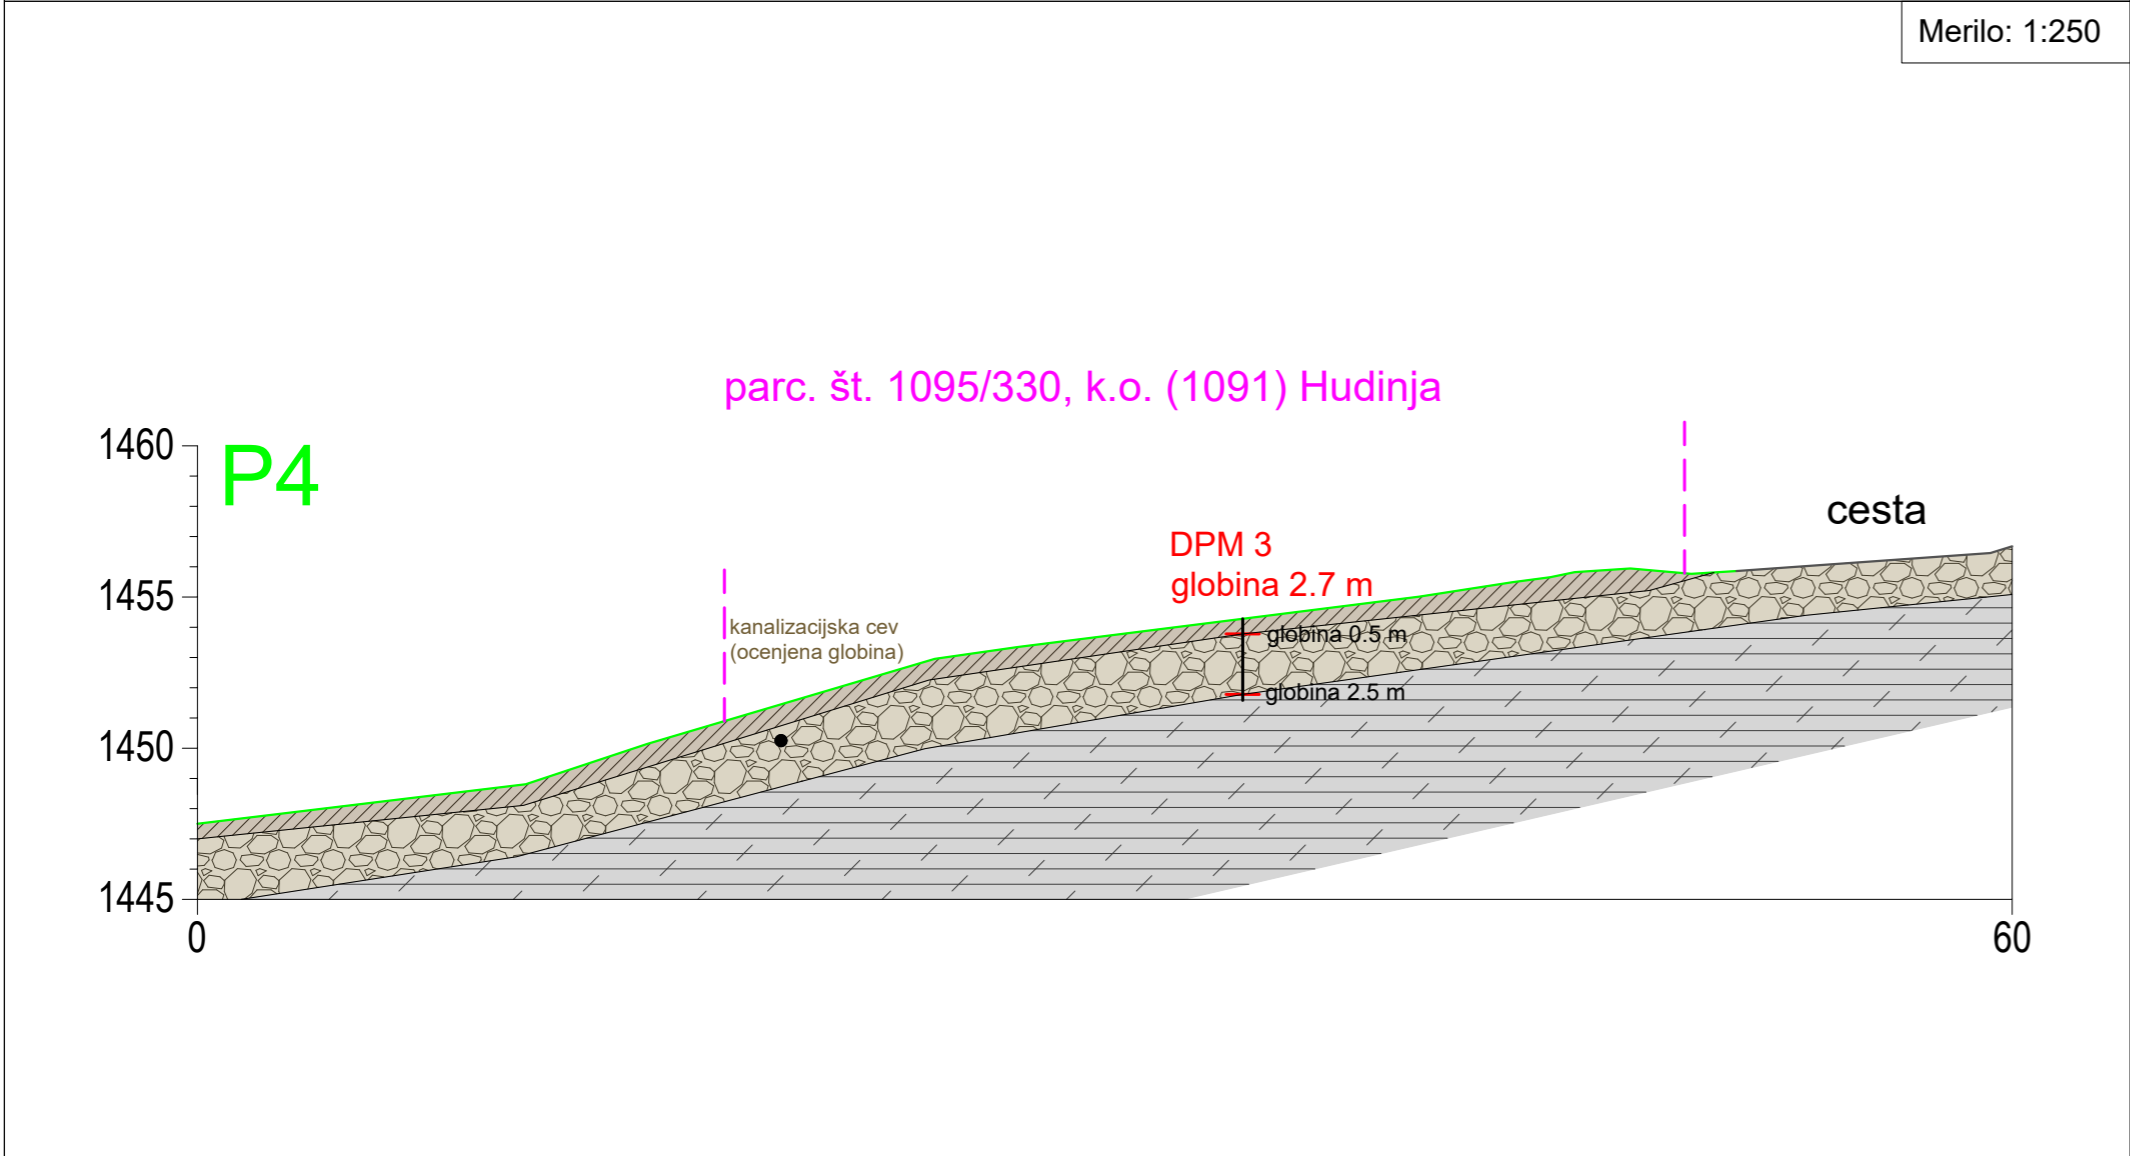 Merilo: 1:250
parc. št. 1095/330, k.o. (1091) Hudinja
1460
P4
cesta
DPM 3
globina 2.7 m
1455
kanalizacijska cev
(ocenjena globina)
globina 0.5 m
globina 2.5 m
1450
1445
0
60